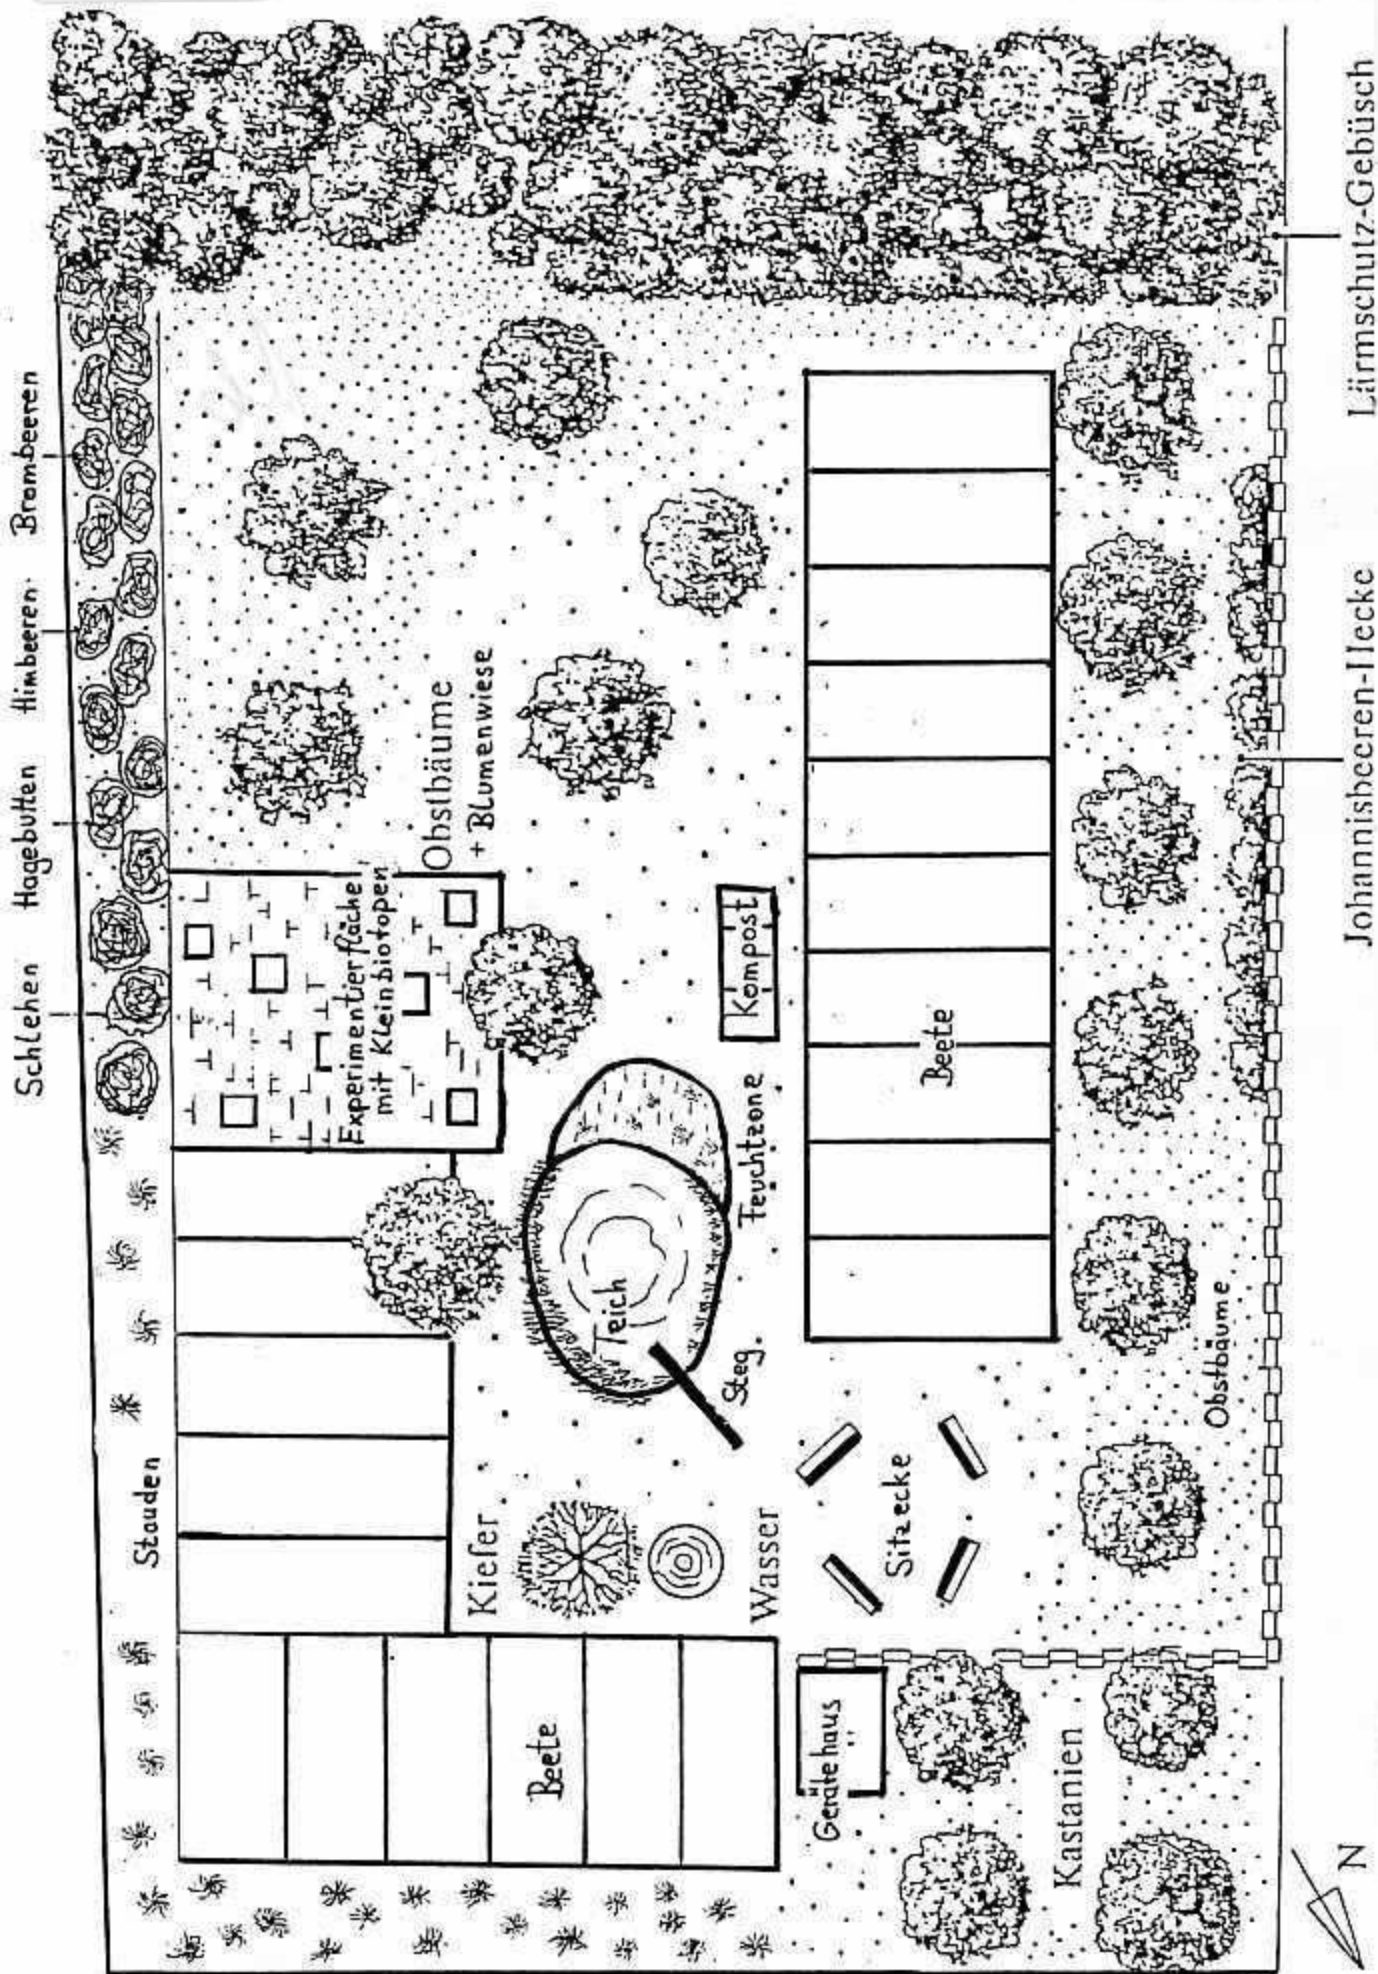 Schlehen
Hagebutten
Himbeeren
Brombeeren
Stauden
Experimentierfläche
mit Kleinbiotopen
Obstbäume
+ Blumenwiese
Kiefer
Teich
Steg
Feuchtzone
Kompost
Wasser
Beete
Beete
Sitzecke
Gerätehaus
Kastanien
Obstbäume
Johannisbeeren-Hecke
Lärmschutz-Gebüsch
N